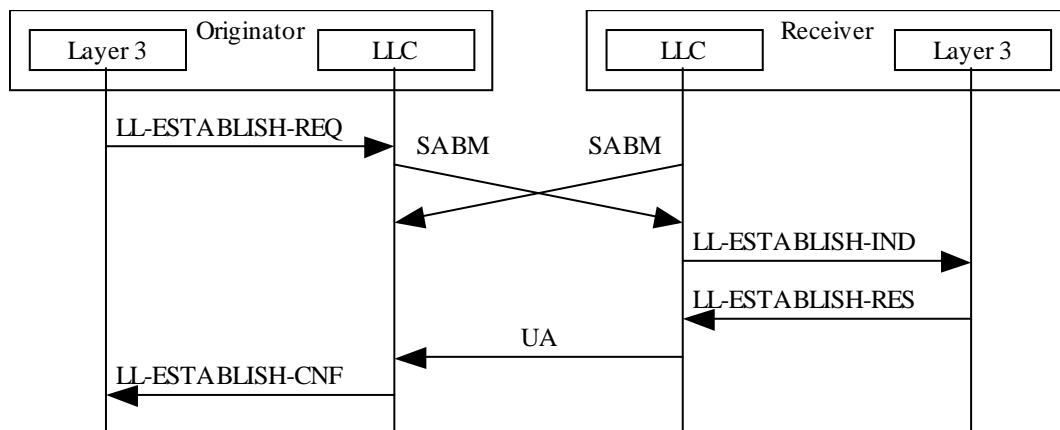 Originator
Receiver
Layer 3
LLC
LLC
Layer 3
LL-ESTABLISH-REQ
SABM
SABM
LL-ESTABLISH-IND
LL-ESTABLISH-RES
UA
LL-ESTABLISH-CNF